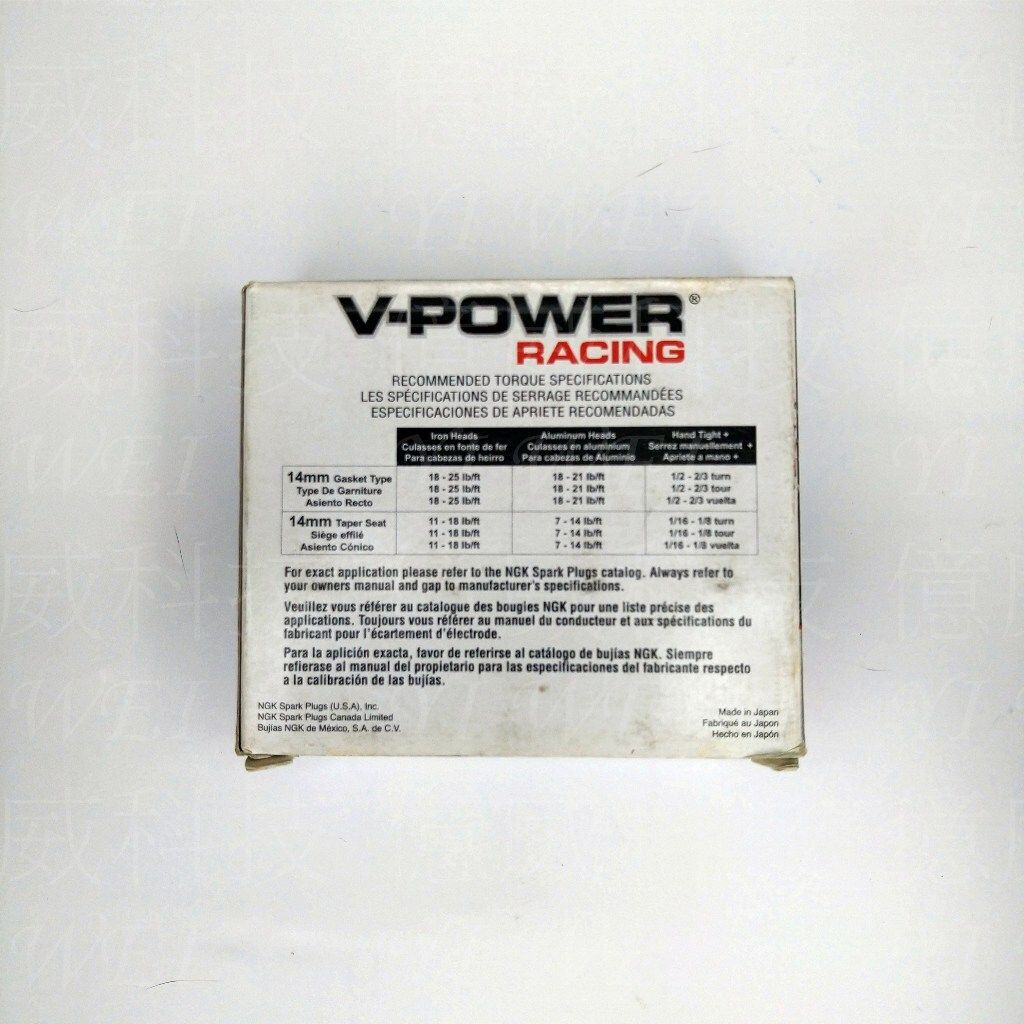 V-POWER®
RACING
RECOMMENDED TORQUE SPECIFICATIONS
LES SPÉCIFICATIONS DE SERRAGE RECOMMANDÉES
ESPECIFICACIONES DE APRIETE RECOMENDADAS
Iron Heads Aluminum Heads Hand Tight +
Culasses en fonte de fer Culasses en aluminium Serrez manuellement +
Para cabezas de heirro Para cabezas de Aluminio Apriete a mano +
14mm Gasket Type 18 - 25 lb/ft 18 - 21 lb/ft 1/2 - 2/3 turn
Type De Garniture 18 - 25 lb/ft 18 - 21 lb/ft 1/2 - 2/3 tour
Asiento Recto 18 - 25 lb/ft 18 - 21 lb/ft 1/2 - 2/3 vuelta
14mm Taper Seat 11 - 18 lb/ft 7 - 14 lb/ft 1/16 - 1/8 turn
Siège effilé 11 - 18 lb/ft 7 - 14 lb/ft 1/16 - 1/8 tour
Asiento Cónico 11 - 18 lb/ft 7 - 14 lb/ft 1/16 - 1/8 vuelta
For exact application please refer to the NGK Spark Plugs catalog. Always refer to
your owners manual and gap to manufacturer's specifications.
Veuillez vous référer au catalogue des bougies NGK pour une liste précise des
applications. Toujours vous référer au manuel du conducteur et aux spécifications du
fabricant pour l'écartement d'électrode.
Para la aplición exacta, favor de referirse al catálogo de bujías NGK. Siempre
refierase al manual del propietario para las especificaciones del fabricante respecto
a la calibración de las bujías.
NGK Spark Plugs (U.S.A), Inc.
NGK Spark Plugs Canada Limited
Bujías NGK de México, S.A. de C.V.
Made in Japan
Fabriqué au Japon
Hecho en Japón